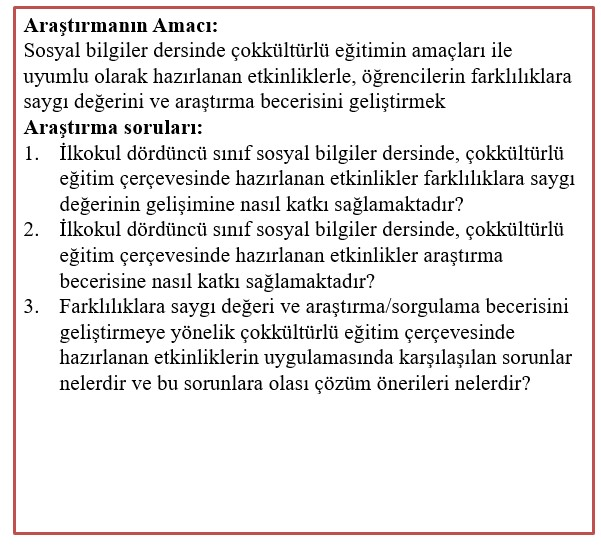 Araştırmanın Amacı:
Sosyal bilgiler dersinde çokkültürlü eğitimin amaçları ile
uyumlu olarak hazırlanan etkinliklerle, öğrencilerin farklılıklara
saygı değerini ve araştırma becerisini geliştirmek
Araştırma soruları:
1. İlkokul dördüncü sınıf sosyal bilgiler dersinde, çokkültürlü
eğitim çerçevesinde hazırlanan etkinlikler farklılıklara saygı
değerinin gelişimine nasıl katkı sağlamaktadır?
2. İlkokul dördüncü sınıf sosyal bilgiler dersinde, çokkültürlü
eğitim çerçevesinde hazırlanan etkinlikler araştırma
becerisine nasıl katkı sağlamaktadır?
3. Farklılıklara saygı değeri ve araştırma/sorgulama becerisini
geliştirmeye yönelik çokkültürlü eğitim çerçevesinde
hazırlanan etkinliklerin uygulamasında karşılaşılan sorunlar
nelerdir ve bu sorunlara olası çözüm önerileri nelerdir?